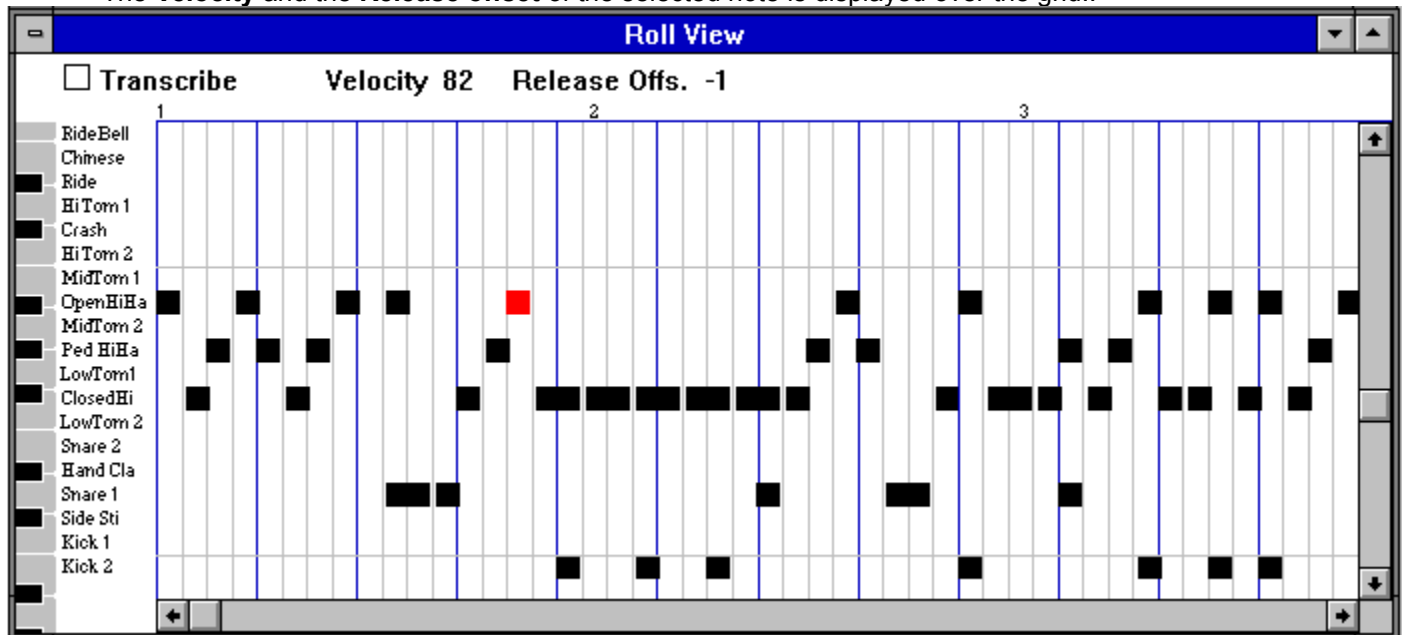 The Velocity and the Release offset of the selected note is displayed over the grid..
Roll View
Transcribe Velocity 82 Release Offs. -1
1 2 3
RideBell
Chinese
Ride
HiTom 1
Crash
HiTom 2
MidTom 1
OpenHiHa
MidTom 2
Ped HiHa
LowTom1
ClosedHi
LowTom 2
Snare 2
Hand Cla
Snare 1
Side Sti
Kick 1
Kick 2